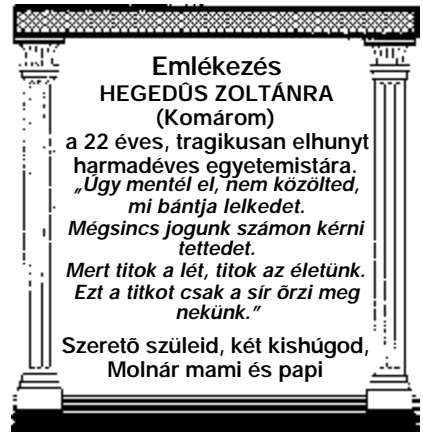 Emlékezés
HEGEDÛS ZOLTÁNRA
(Komárom)
a 22 éves, tragikusan elhunyt
harmadéves egyetemistára.
„Úgy mentél el, nem közölted,
mi bántja lelkedet.
Mégsincs jogunk számon kérni
tettedet.
Mert titok a lét, titok az életünk.
Ezt a titkot csak a sír õrzi meg
nekünk.”
Szeretõ szüleid, két kishúgod,
Molnár mami és papi